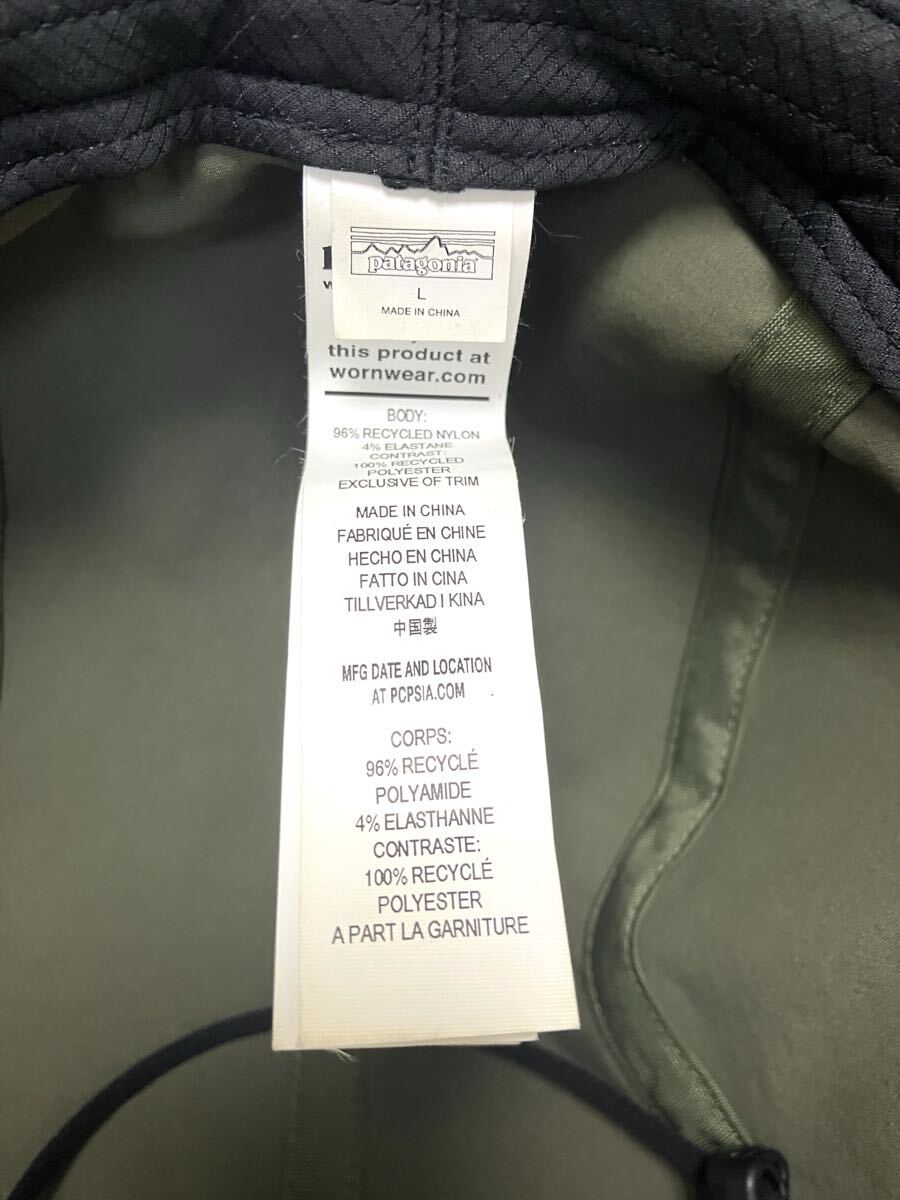 patagonia
L
MADE IN CHINA
this product at
wornwear.com
BODY:
96% RECYCLED NYLON
4% ELASTANE
CONTRAST:
100% RECYCLED
POLYESTER
EXCLUSIVE OF TRIM
MADE IN CHINA
FABRIQUÉ EN CHINE
HECHO EN CHINA
FATTO IN CINA
TILLVERKAD I KINA
中国製
MFG DATE AND LOCATION
AT PCPSIA.COM
CORPS:
96% RECYCLÉ
POLYAMIDE
4% ELASTHANNE
CONTRASTE:
100% RECYCLÉ
POLYESTER
A PART LA GARNITURE